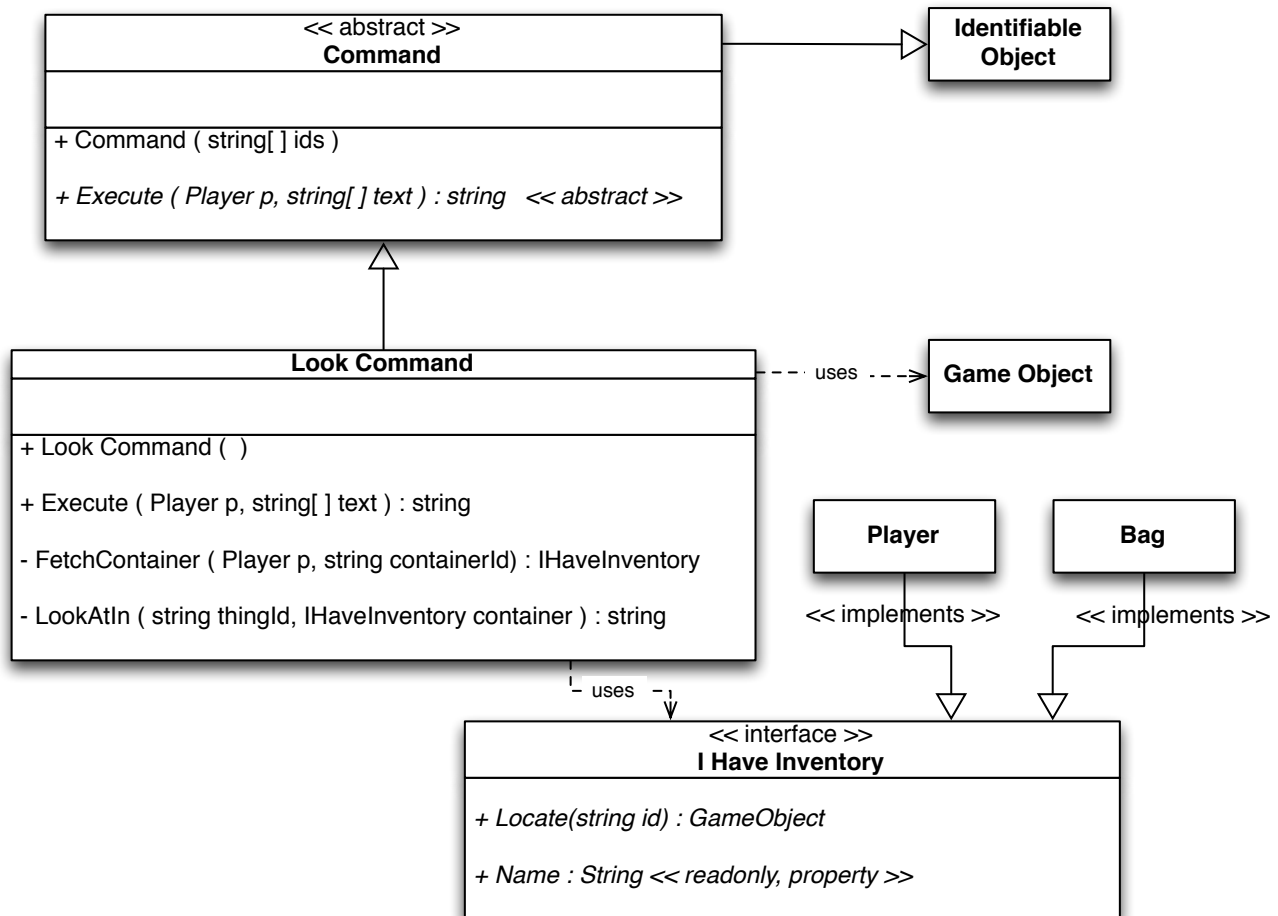 << abstract >>
Command
+ Command ( string[ ] ids )
+ Execute ( Player p, string[ ] text ) : string << abstract >>
Identifiable
Object
Look Command
+ Look Command ( )
+ Execute ( Player p, string[ ] text ) : string
- FetchContainer ( Player p, string containerId) : IHaveInventory
- LookAtIn ( string thingId, IHaveInventory container ) : string
uses
Game Object
Player
Bag
<< implements >>
<< implements >>
uses
<< interface >>
I Have Inventory
+ Locate(string id) : GameObject
+ Name : String << readonly, property >>